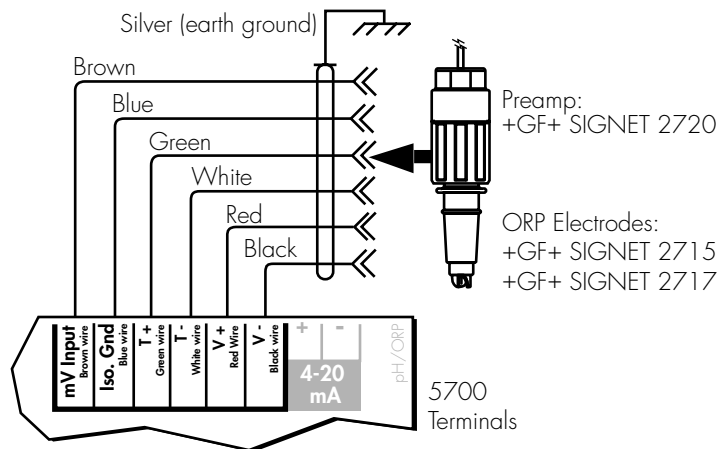 Silver (earth ground)
Brown
Blue
Green
White
Red
Black
Preamp:
+GF+ SIGNET 2720
ORP Electrodes:
+GF+ SIGNET 2715
+GF+ SIGNET 2717
mV Input
Brown wire
Iso. Gnd
Blue wire
T +
Green wire
T -
White wire
V +
Red Wire
V -
Black wire
+
-
4-20
mA
pH/ORP
5700
Terminals